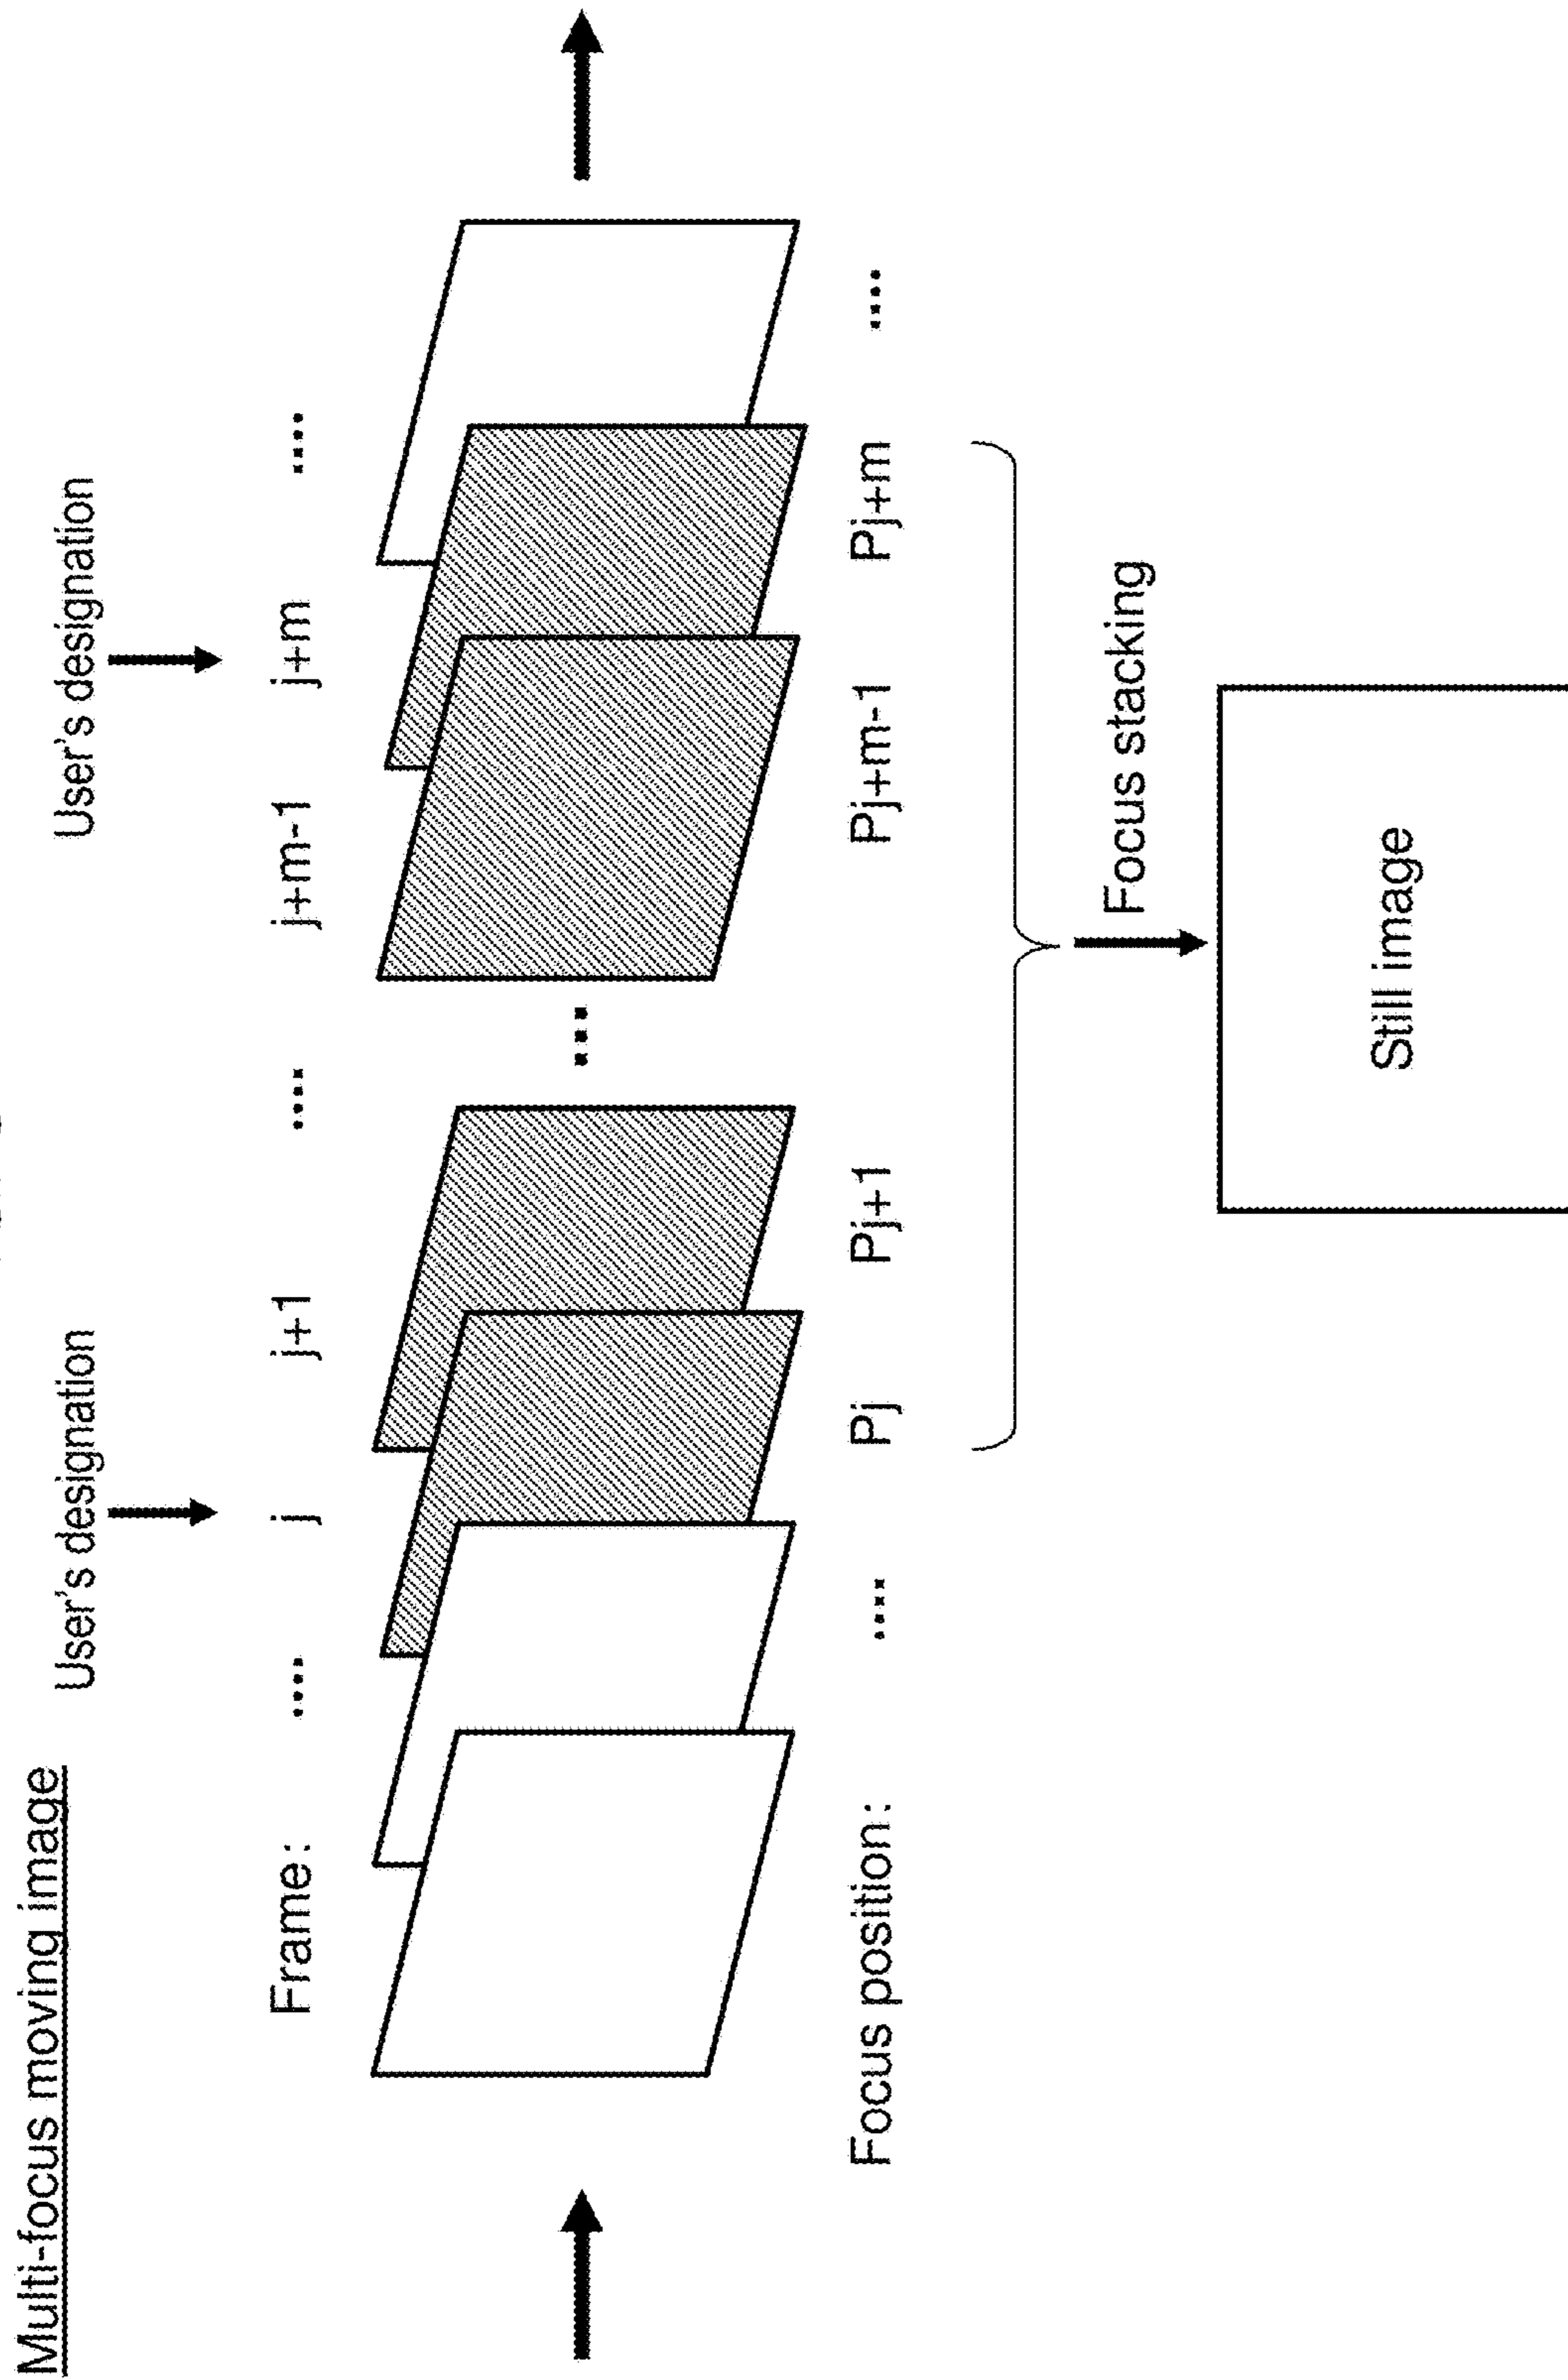 Multi-focus moving image
User's designation User's designation
Frame: .... j j+1 .... j+m-1 j+m ....
...
Focus position: .... Pj Pj+1 Pj+m-1 Pj+m ....
Focus stacking
Still image